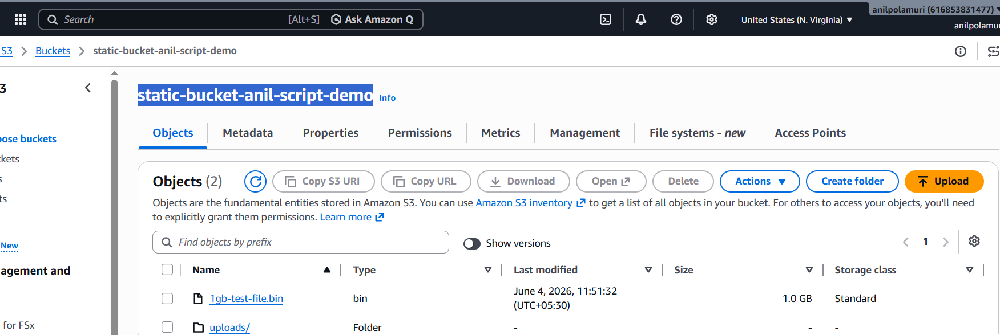 Search [Alt+S] Ask Amazon Q United States (N. Virginia) ▼ anilpolamuri (616853831477)
S3 > Buckets > static-bucket-anil-script-demo
static-bucket-anil-script-demo Info
Objects Metadata Properties Permissions Metrics Management File systems - new Access Points
Objects (2) Copy S3 URI Copy URL Download Open Delete Actions ▼ Create folder Upload
Objects are the fundamental entities stored in Amazon S3. You can use Amazon S3 inventory to get a list of all objects in your bucket. For others to access your objects, you'll need
to explicitly grant them permissions. Learn more
Find objects by prefix Show versions 1
New
Name Type Last modified Size Storage class
agement and
1gb-test-file.bin bin June 4, 2026, 11:51:32 1.0 GB Standard
(UTC+05:30)
for FSx
uploads/ Folder - - -
3
ose buckets
kets
s
ts
anilpolamur